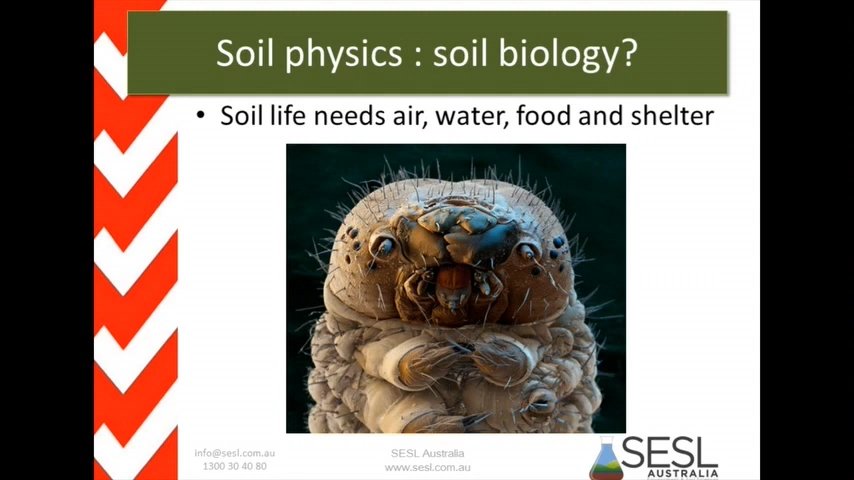 Soil physics : soil biology?
• Soil life needs air, water, food and shelter
info@sesl.com.au
1300 30 40 80
SESL Australia
www.sesl.com.au
SESL
AUSTRALIA